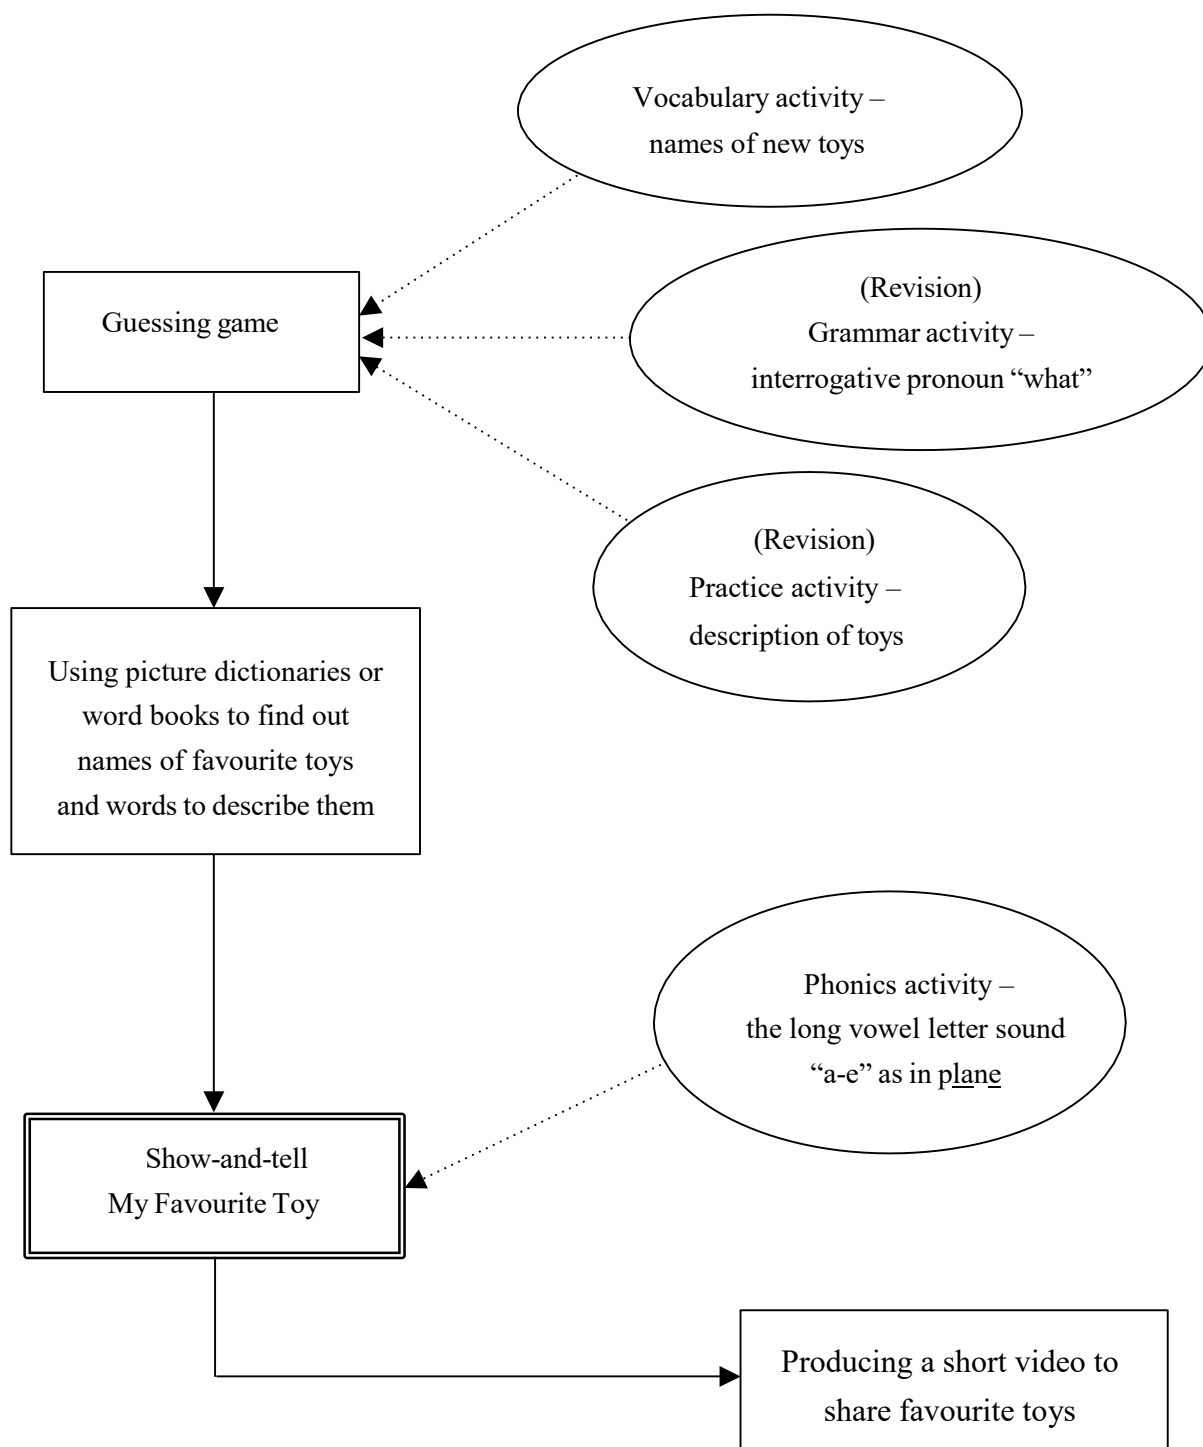 Vocabulary activity –
names of new toys
(Revision)
Grammar activity –
interrogative pronoun “what”
Guessing game
(Revision)
Practice activity –
description of toys
Using picture dictionaries or
word books to find out
names of favourite toys
and words to describe them
Phonics activity –
the long vowel letter sound
“a-e” as in plane
Show-and-tell
My Favourite Toy
Producing a short video to
share favourite toys